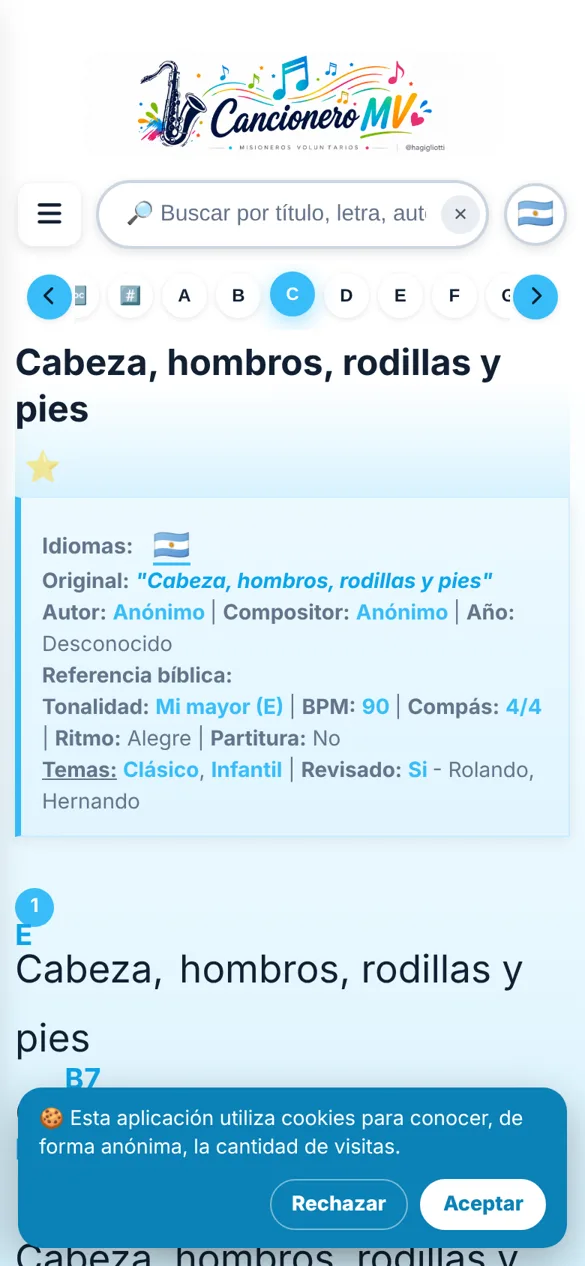 Cancionero MV
MISIONEROS VOLUNTARIOS
@hagigliotti
🔎 Buscar por título, letra, aut
# A B C D E F G
Cabeza, hombros, rodillas y
pies
Idiomas:
Original: "Cabeza, hombros, rodillas y pies"
Autor: Anónimo | Compositor: Anónimo | Año:
Desconocido
Referencia bíblica:
Tonalidad: Mi mayor (E) | BPM: 90 | Compás: 4/4
| Ritmo: Alegre | Partitura: No
Temas: Clásico, Infantil | Revisado: Si - Rolando,
Hernando
1
E
Cabeza, hombros, rodillas y
pies
B7
🍪 Esta aplicación utiliza cookies para conocer, de
forma anónima, la cantidad de visitas.
Rechazar Aceptar
Cabeza, hombros, rodillas y